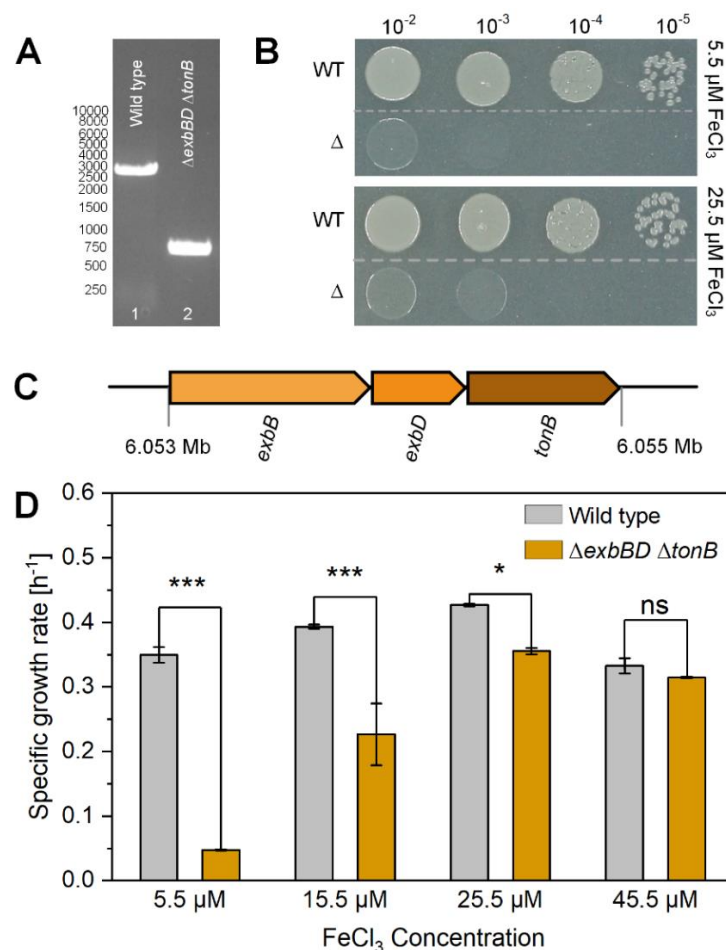 A
Wild type
ΔexbBD ΔtonB
10000
8000
6000
5000
4000
3000
2500
2000
1500
1000
750
500
250
1
2
B
10⁻²
10⁻³
10⁻⁴
10⁻⁵
WT
Δ
5.5 µM FeCl₃
WT
Δ
25.5 µM FeCl₃
C
6.053 Mb
exbB
exbD
tonB
6.055 Mb
D
Specific growth rate [h⁻¹]
0.6
0.5
0.4
0.3
0.2
0.1
0.0
Wild type
ΔexbBD ΔtonB
***
***
*
ns
5.5 µM
15.5 µM
25.5 µM
45.5 µM
FeCl₃ Concentration